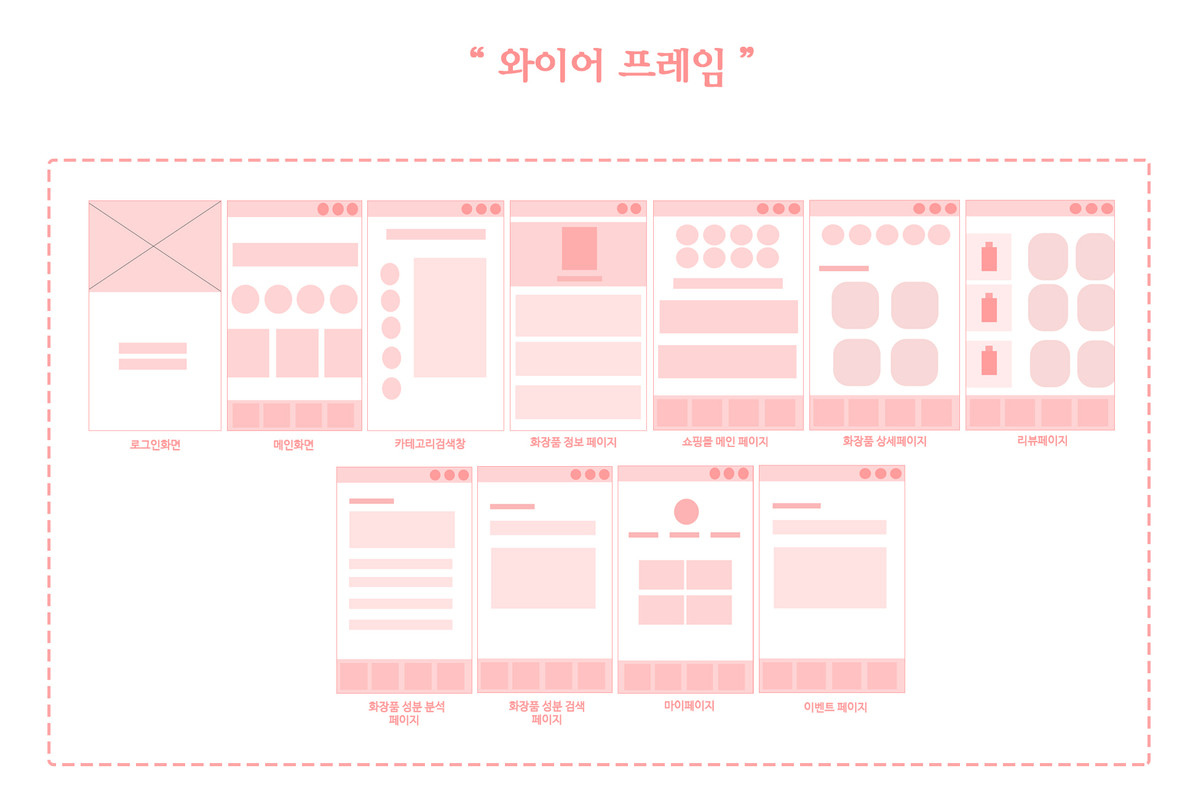 “ 와이어 프레임 ”
로그인화면
메인화면
카테고리검색창
화장품 정보 페이지
쇼핑몰 메인 페이지
화장품 상세페이지
리뷰페이지
화장품 성분 분석
페이지
화장품 성분 검색
페이지
마이페이지
이벤트 페이지